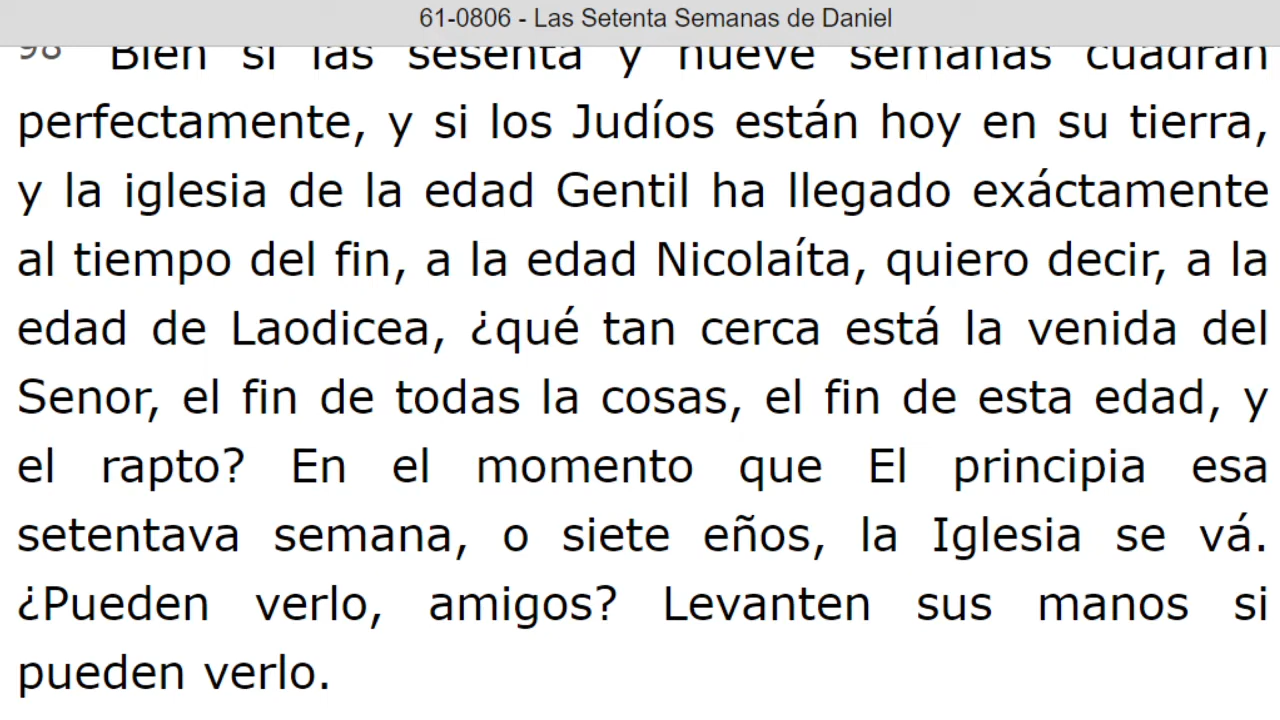 61-0806 - Las Setenta Semanas de Daniel
98 Bien si las sesenta y nueve semanas cuadran
perfectamente, y si los Judíos están hoy en su tierra,
y la iglesia de la edad Gentil ha llegado exáctamente
al tiempo del fin, a la edad Nicolaíta, quiero decir, a la
edad de Laodicea, ¿qué tan cerca está la venida del
Senor, el fin de todas la cosas, el fin de esta edad, y
el rapto? En el momento que El principia esa
setentava semana, o siete eños, la Iglesia se vá.
¿Pueden verlo, amigos? Levanten sus manos si
pueden verlo.